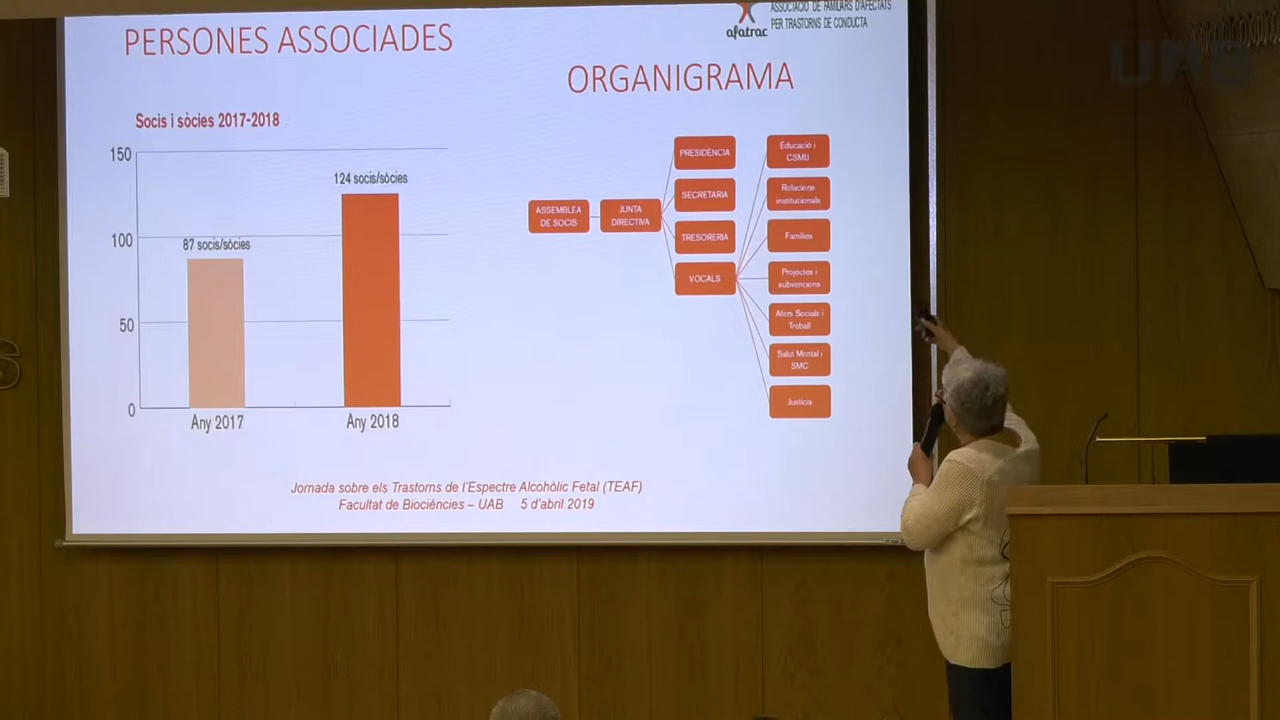 PERSONES ASSOCIADES
afatrac
ASSOCIACIÓ DE FAMILIARS D'AFECTATS
PER TRASTORNS DE CONDUCTA
ORGANIGRAMA
Socis i sòcies 2017-2018
150
100
50
0
87 socis/sòcies
124 socis/sòcies
Any 2017
Any 2018
ASSEMBLEA
DE SOCIS
JUNTA
DIRECTIVA
PRESIDÈNCIA
SECRETARIA
TRESORERIA
VOCALS
Educació i
CSMIJ
Relacions
institucionals
Famílies
Projectes i
subvencions
Afers Socials i
Treball
Salut Mental i
SMC
Justícia
Jornada sobre els Trastorns de l'Espectre Alcohòlic Fetal (TEAF)
Facultat de Biociències – UAB 5 d'abril 2019
UAB